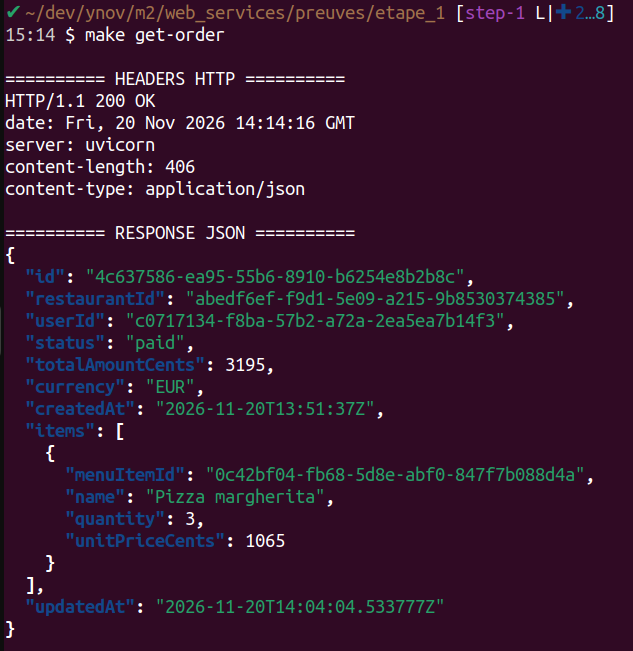 ✔ ~/dev/ynov/m2/web_services/preuves/etape_1 [step-1 L|✚ 2…8]
15:14 $ make get-order
========== HEADERS HTTP ==========
HTTP/1.1 200 OK
date: Fri, 20 Nov 2026 14:14:16 GMT
server: uvicorn
content-length: 406
content-type: application/json
========== RESPONSE JSON ==========
{
  "id": "4c637586-ea95-55b6-8910-b6254e8b2b8c",
  "restaurantId": "abedf6ef-f9d1-5e09-a215-9b8530374385",
  "userId": "c0717134-f8ba-57b2-a72a-2ea5ea7b14f3",
  "status": "paid",
  "totalAmountCents": 3195,
  "currency": "EUR",
  "createdAt": "2026-11-20T13:51:37Z",
  "items": [
    {
      "menuItemId": "0c42bf04-fb68-5d8e-abf0-847f7b088d4a",
      "name": "Pizza margherita",
      "quantity": 3,
      "unitPriceCents": 1065
    }
  ],
  "updatedAt": "2026-11-20T14:04:04.533777Z"
}